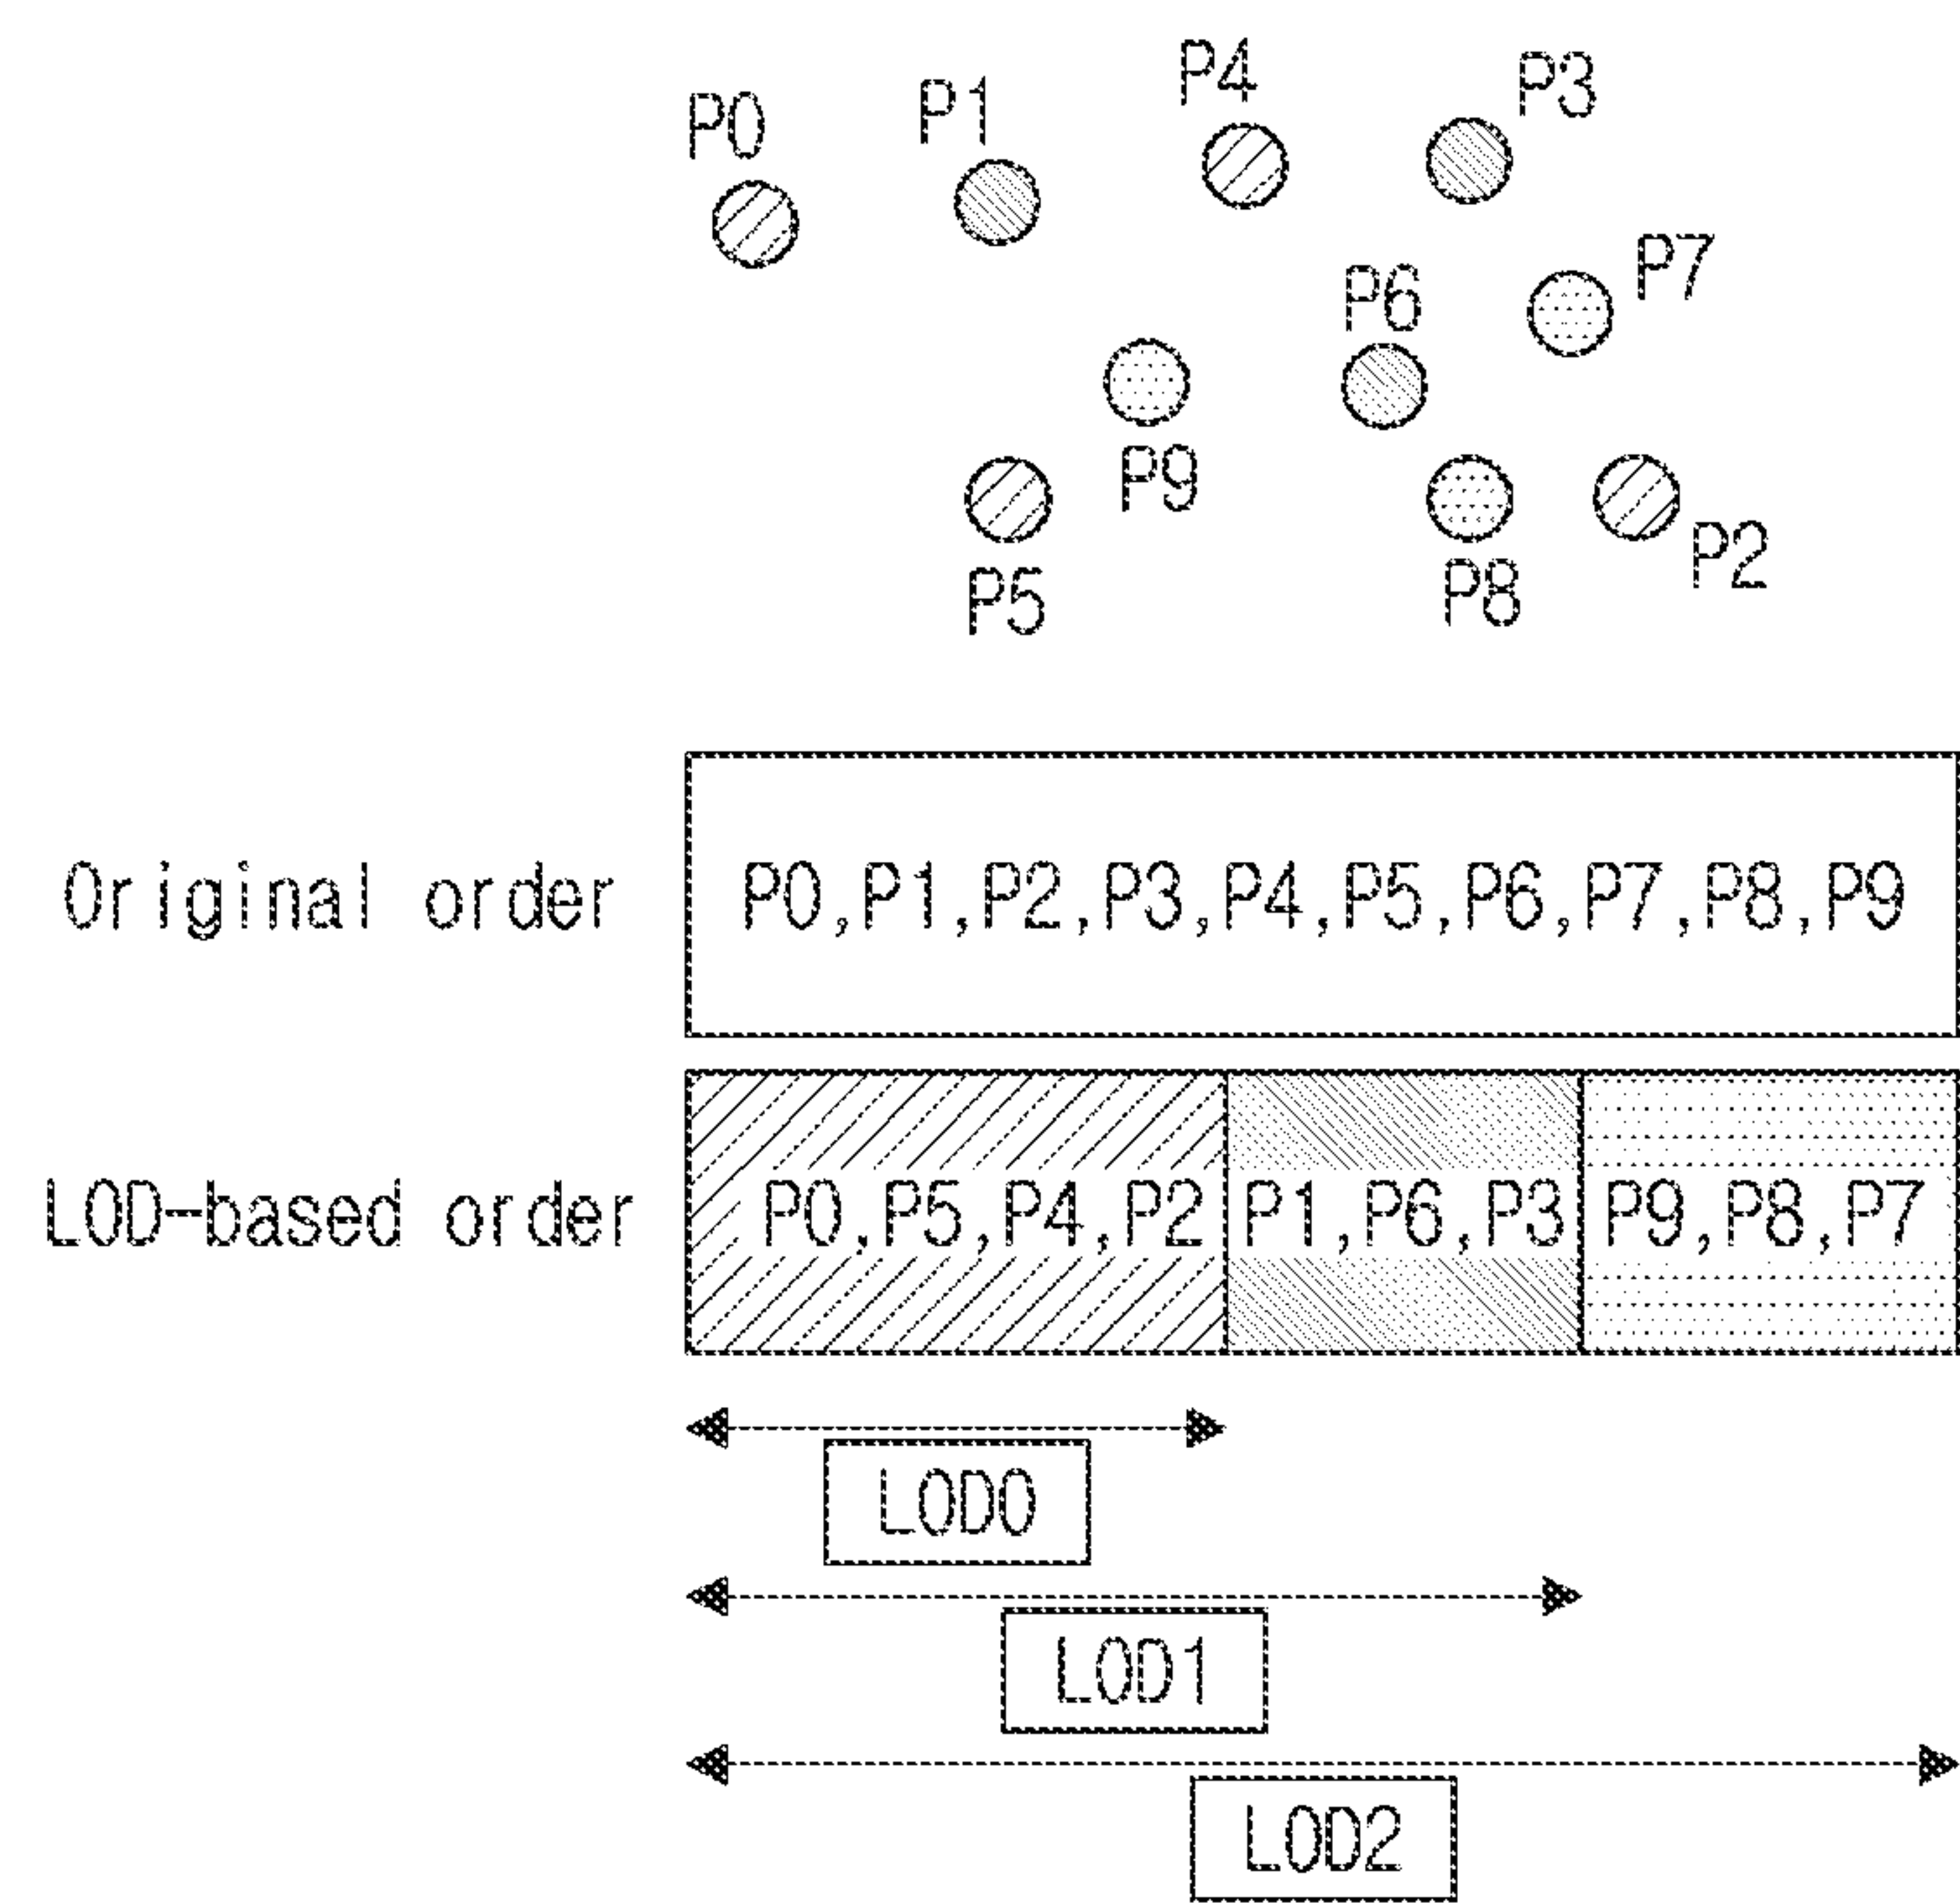 P0
P1
P4
P3
P7
P6
P9
P5
P8
P2
Original order
P0,P1,P2,P3,P4,P5,P6,P7,P8,P9
LOD-based order
P0,P5,P4,P2
P1,P6,P3
P9,P8,P7
LOD0
LOD1
LOD2